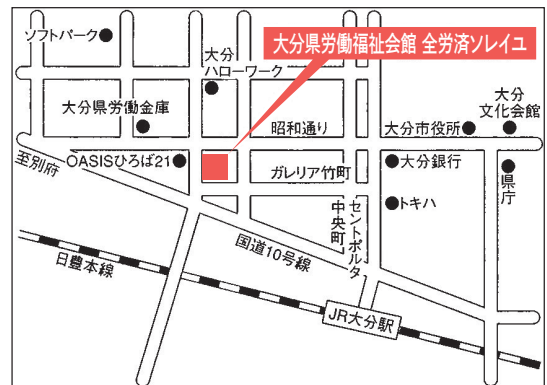 ソフトパーク
大分
ハローワーク
大分県労働福祉会館 全労済ソレイユ
大分県労働金庫
昭和通り
大分市役所
大分
文化会館
至別府
OASISひろば21
ガレリア竹町
大分銀行
県庁
トキハ
セントポルタ
中央町
国道10号線
日豊本線
JR大分駅